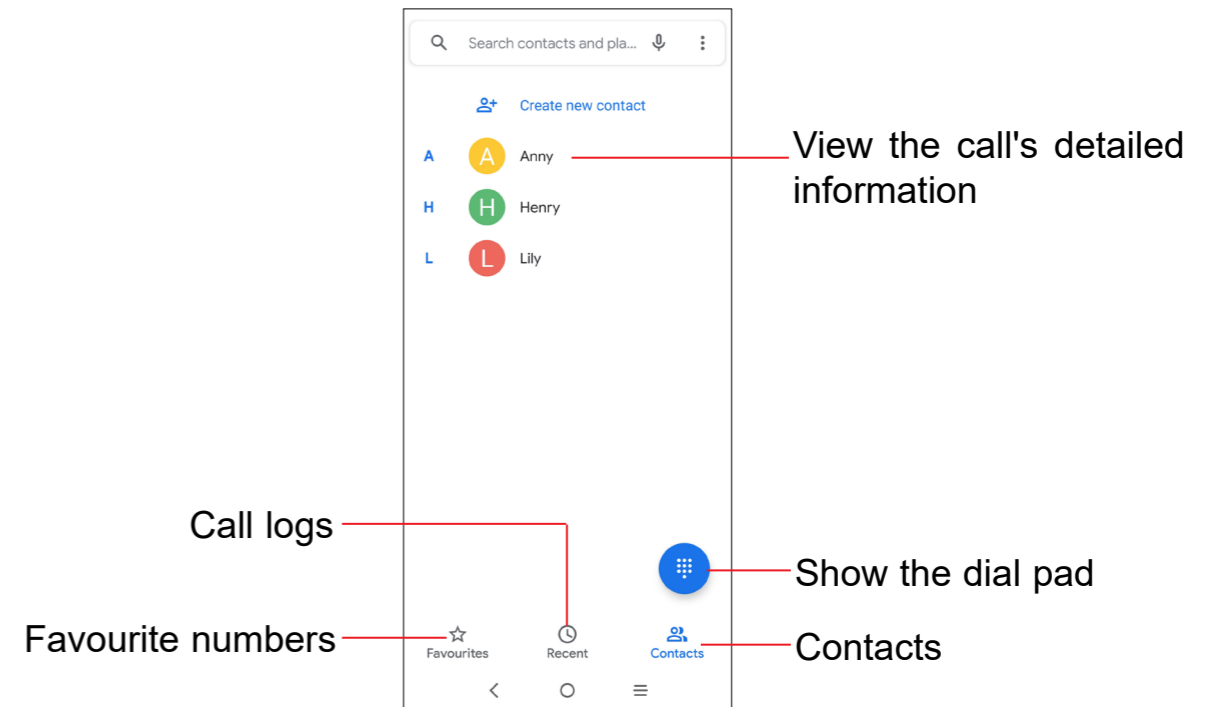 Search contacts and pla...
Create new contact
A A Anny
View the call's detailed
information
H H Henry
L L Lily
Call logs
Show the dial pad
Favourite numbers
Favourites Recent Contacts
Contacts